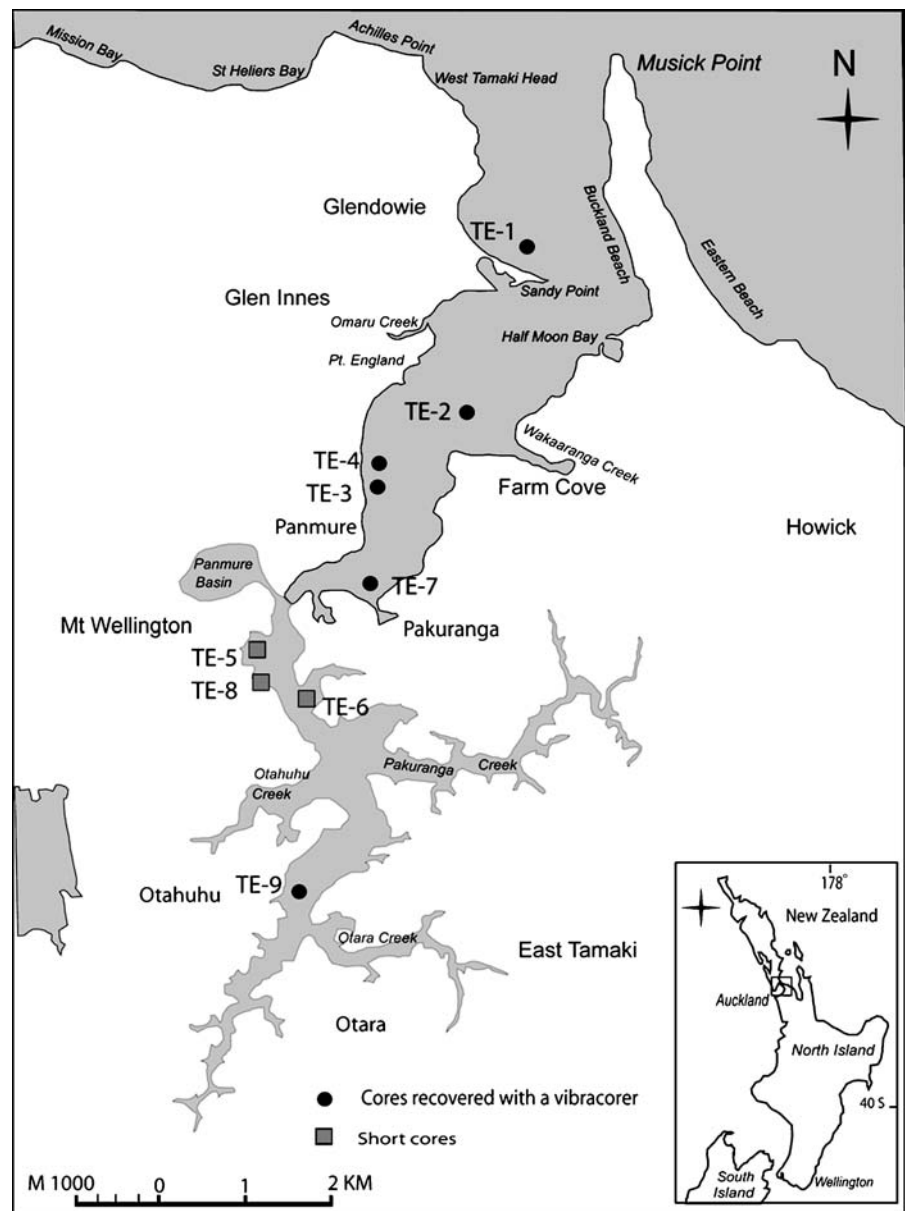 Mission Bay
St Heliers Bay
Achilles Point
West Tamaki Head
Musick Point
N
Glendowie
TE-1
Buckland Beach
Eastern Beach
Sandy Point
Glen Innes
Omaru Creek
Half Moon Bay
Pt. England
TE-2
Wakaaranga Creek
TE-4
TE-3
Farm Cove
Panmure
Howick
Panmure
Basin
TE-7
Mt Wellington
Pakuranga
TE-5
TE-8
TE-6
Pakuranga Creek
Otahuhu
Creek
TE-9
Otahuhu
Otara Creek
East Tamaki
Otara
Cores recovered with a vibracorer
Short cores
M 1000 0 1 2 KM
178°
New Zealand
Auckland
North Island
40 S
South
Island
Wellington